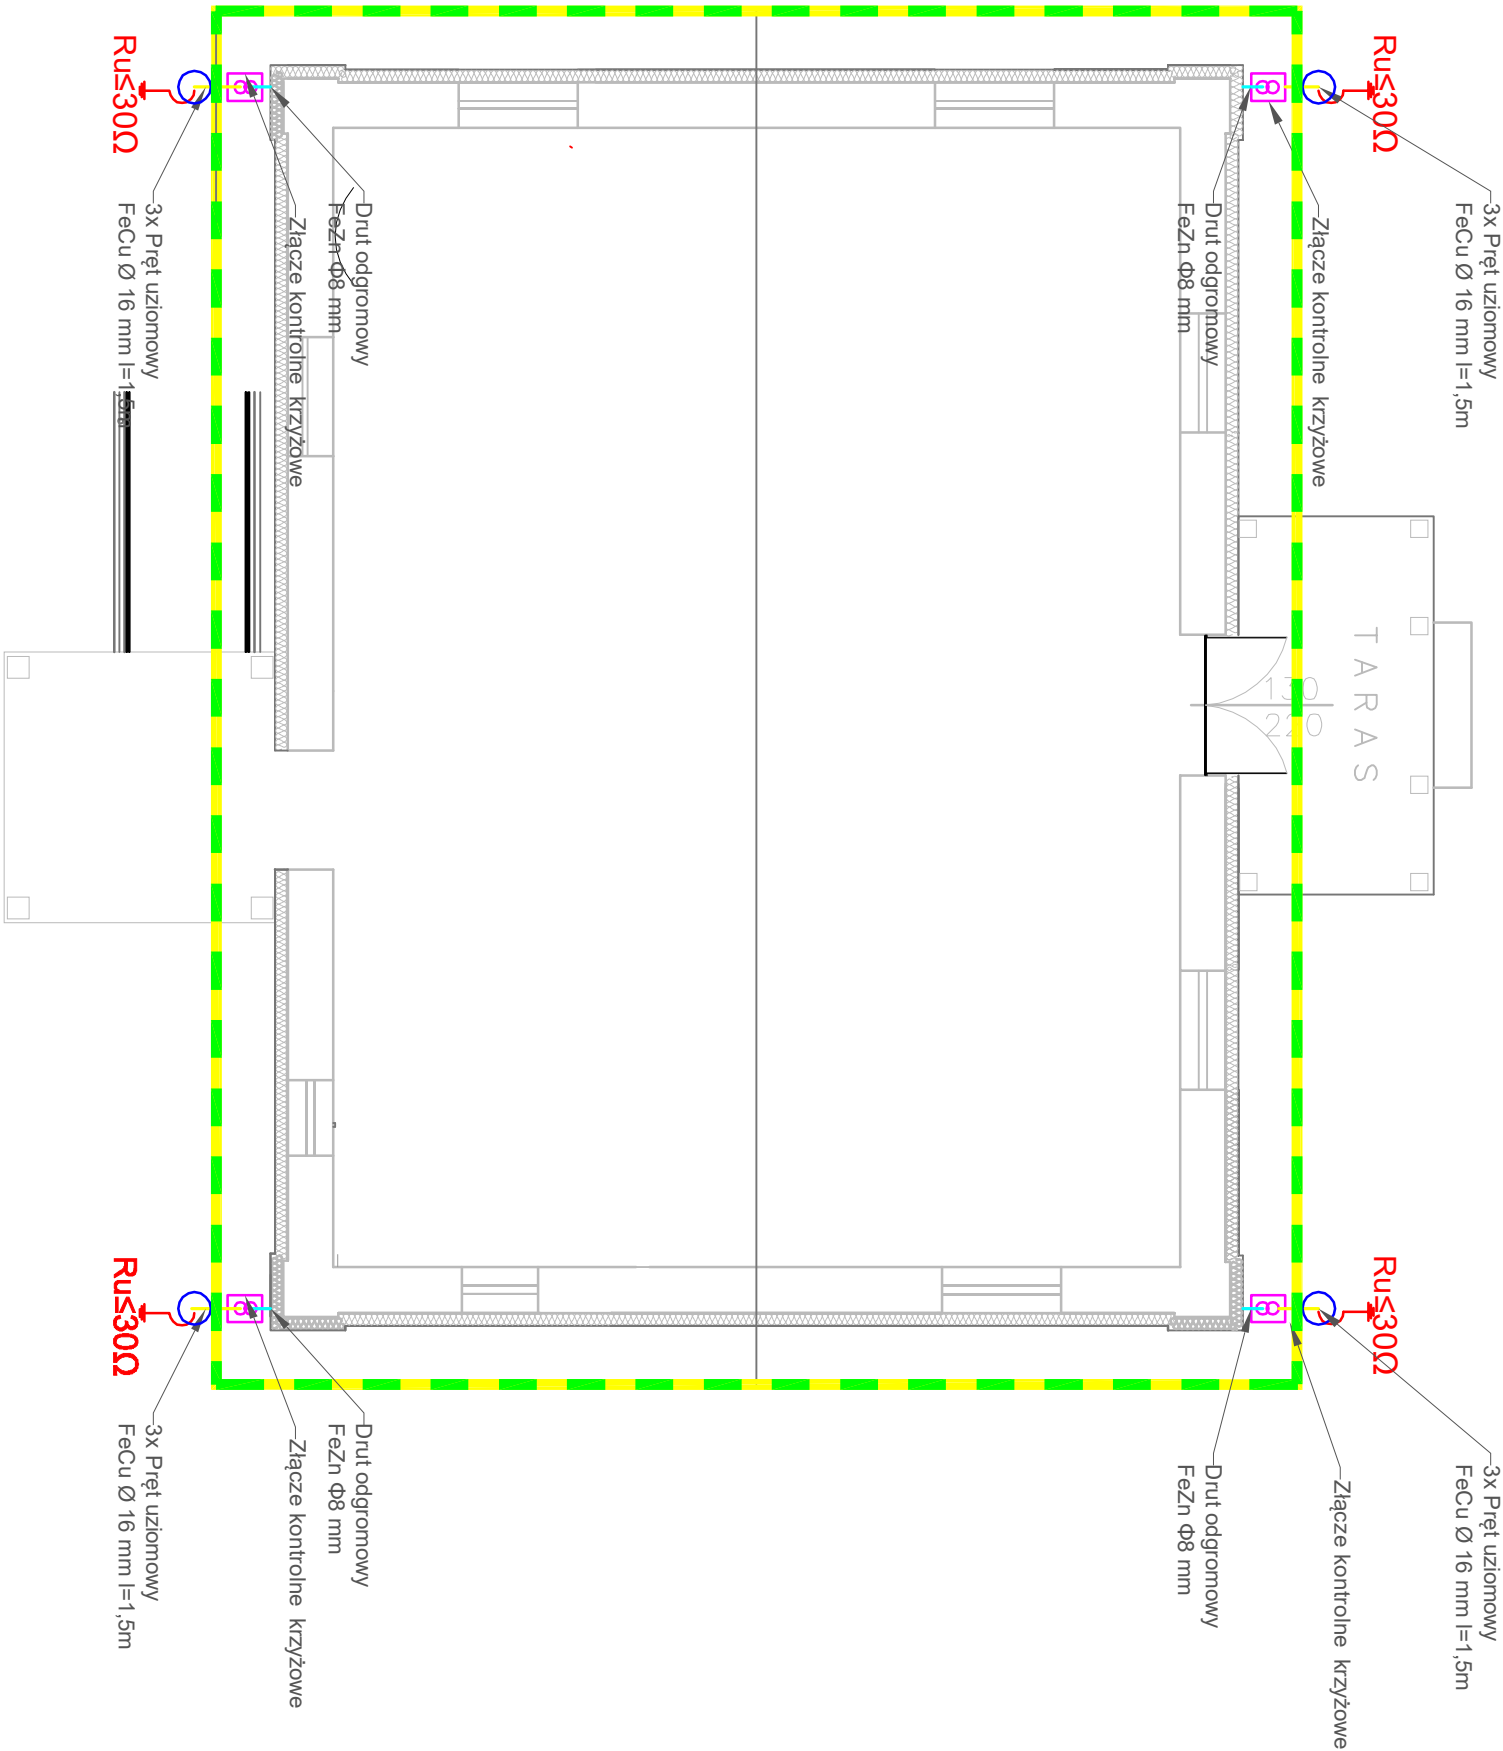 Ru≤30Ω
3x Pręt uziomowy
FeCu Ø 16 mm l=1,5m
Złącze kontrolne krzyżowe
Drut odgromowy
FeZn Φ8 mm
Ru≤30Ω
3x Pręt uziomowy
FeCu Ø 16 mm l=1,5m
Złącze kontrolne krzyżowe
Drut odgromowy
FeZn Φ8 mm
TARAS
130
220
Ru≤30Ω
3x Pręt uziomowy
FeCu Ø 16 mm l=1,5m
Złącze kontrolne krzyżowe
Drut odgromowy
FeZn Φ8 mm
Ru≤30Ω
3x Pręt uziomowy
FeCu Ø 16 mm l=1,5m
Złącze kontrolne krzyżowe
Drut odgromowy
FeZn Φ8 mm